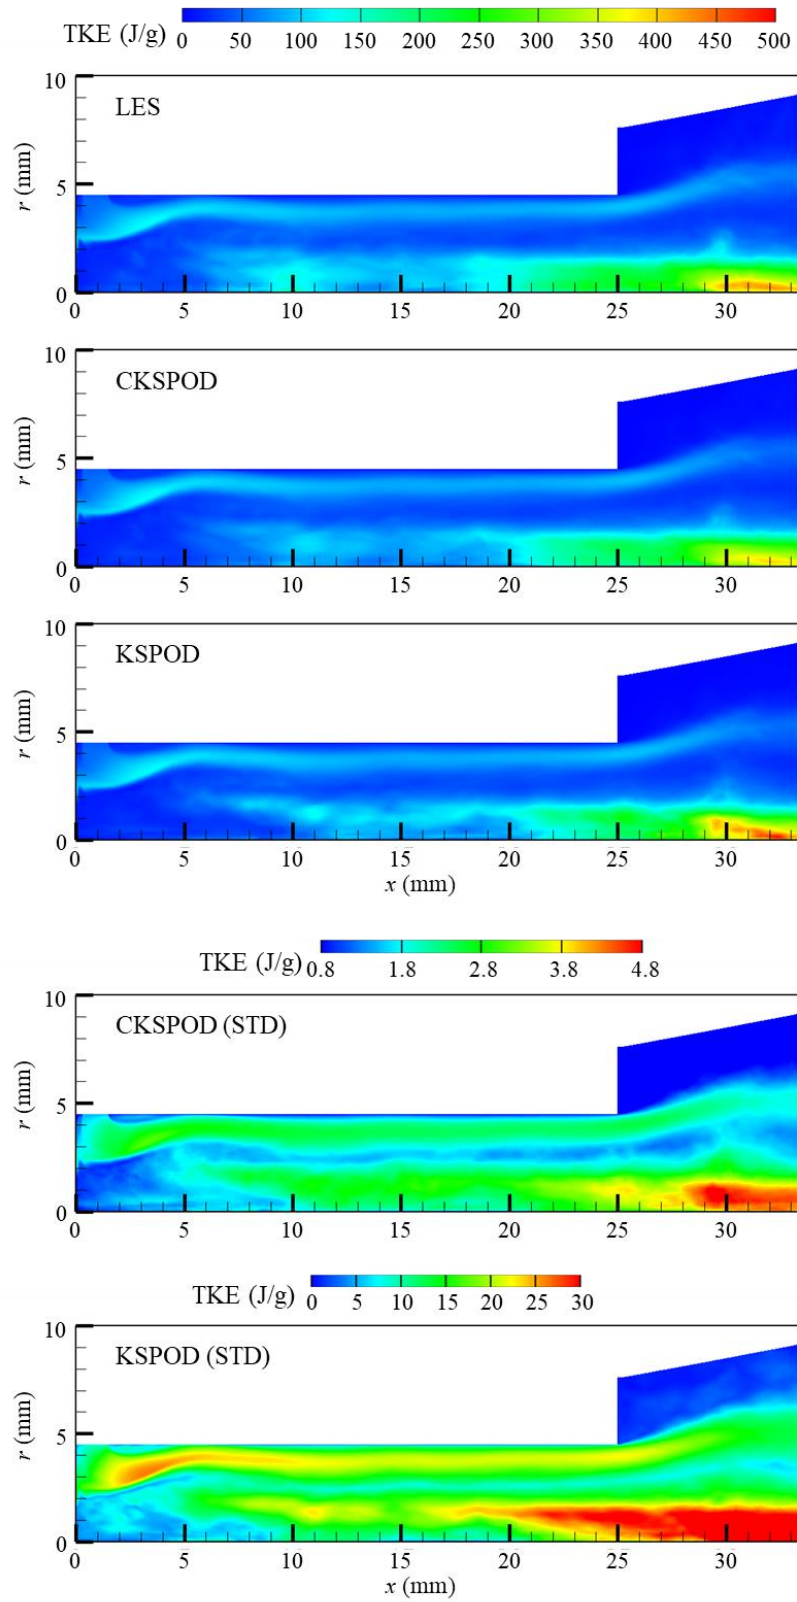 TKE (J/g) 0 50 100 150 200 250 300 350 400 450 500
10
LES
r (mm)
5
0
0 5 10 15 20 25 30
10
CKSPOD
r (mm)
5
0
0 5 10 15 20 25 30
10
KSPOD
r (mm)
5
0
0 5 10 15 20 25 30
x (mm)
TKE (J/g) 0.8 1.8 2.8 3.8 4.8
10
CKSPOD (STD)
r (mm)
5
0
0 5 10 15 20 25 30
TKE (J/g) 0 5 10 15 20 25 30
10
KSPOD (STD)
r (mm)
5
0
0 5 10 15 20 25 30
x (mm)